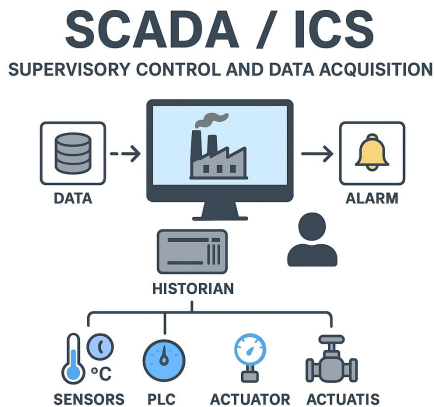 SCADA / ICS
SUPERVISORY CONTROL AND DATA ACQUISITION
DATA
ALARM
HISTORIAN
°C
SENSORS PLC ACTUATOR ACTUATIS